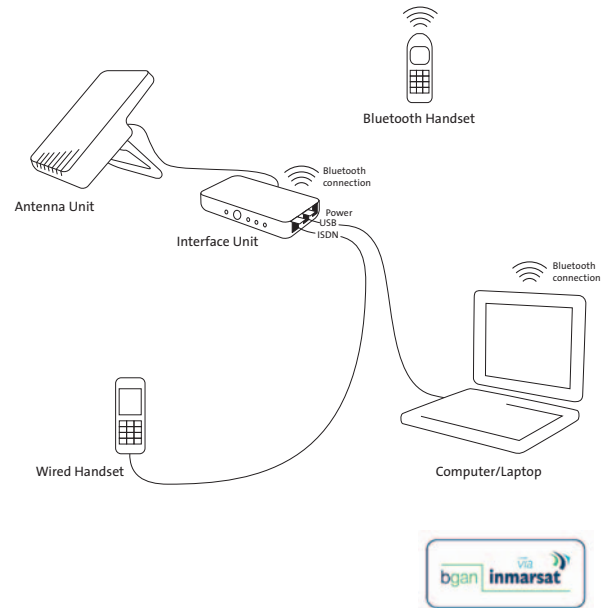 Bluetooth Handset
Antenna Unit
Bluetooth
connection
Power
USB
ISDN
Interface Unit
Bluetooth
connection
Wired Handset
Computer/Laptop
via
bgan inmarsat